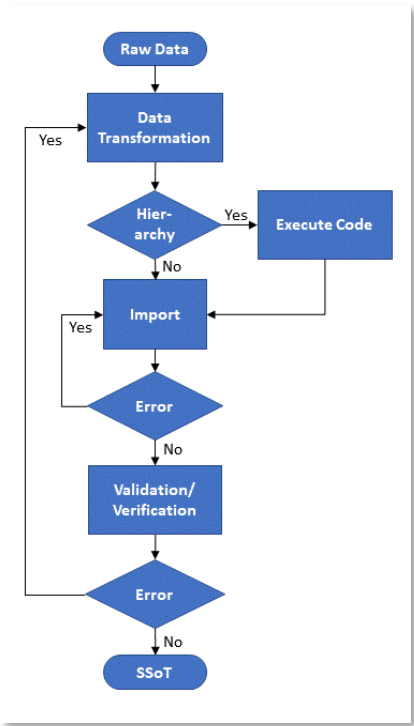 Raw Data
Data
Transformation
Yes
Hier-
archy
Yes
Execute Code
No
Import
Yes
Error
No
Validation/
Verification
Error
No
SSoT